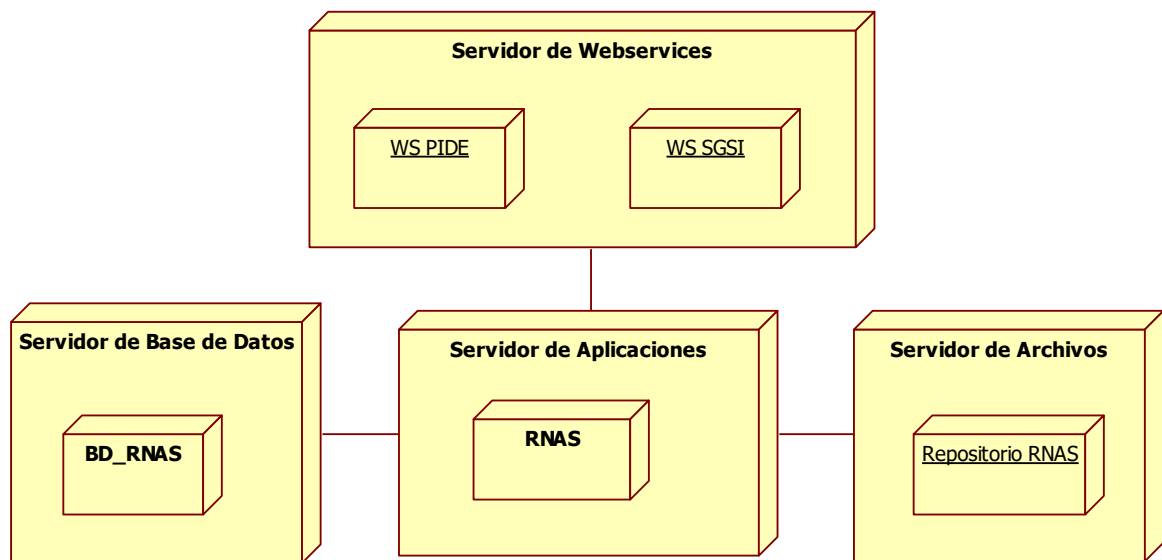 Servidor de Webservices
WS PIDE
WS SGSI
Servidor de Base de Datos
BD_RNAS
Servidor de Aplicaciones
RNAS
Servidor de Archivos
Repositorio RNAS